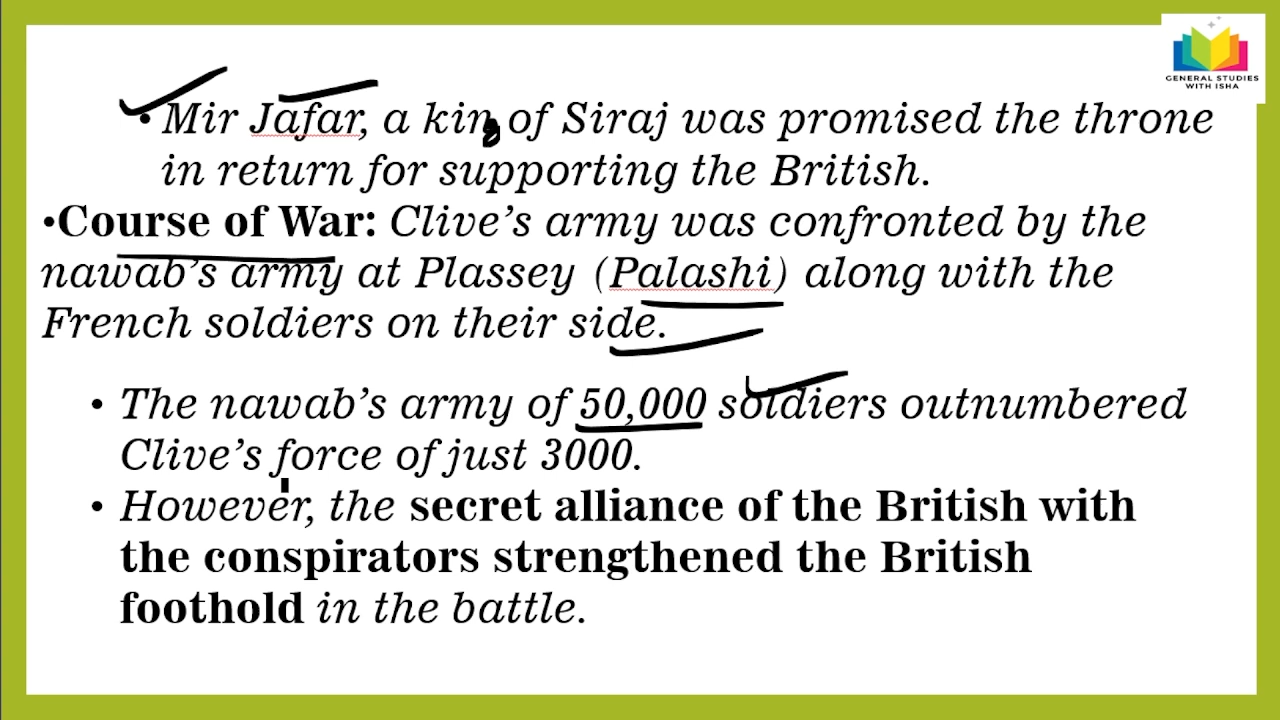 GENERAL STUDIES
WITH ISHA
• Mir Jafar, a kin of Siraj was promised the throne
in return for supporting the British.
•Course of War: Clive’s army was confronted by the
nawab’s army at Plassey (Palashi) along with the
French soldiers on their side.
• The nawab’s army of 50,000 soldiers outnumbered
Clive’s force of just 3000.
• However, the secret alliance of the British with
the conspirators strengthened the British
foothold in the battle.